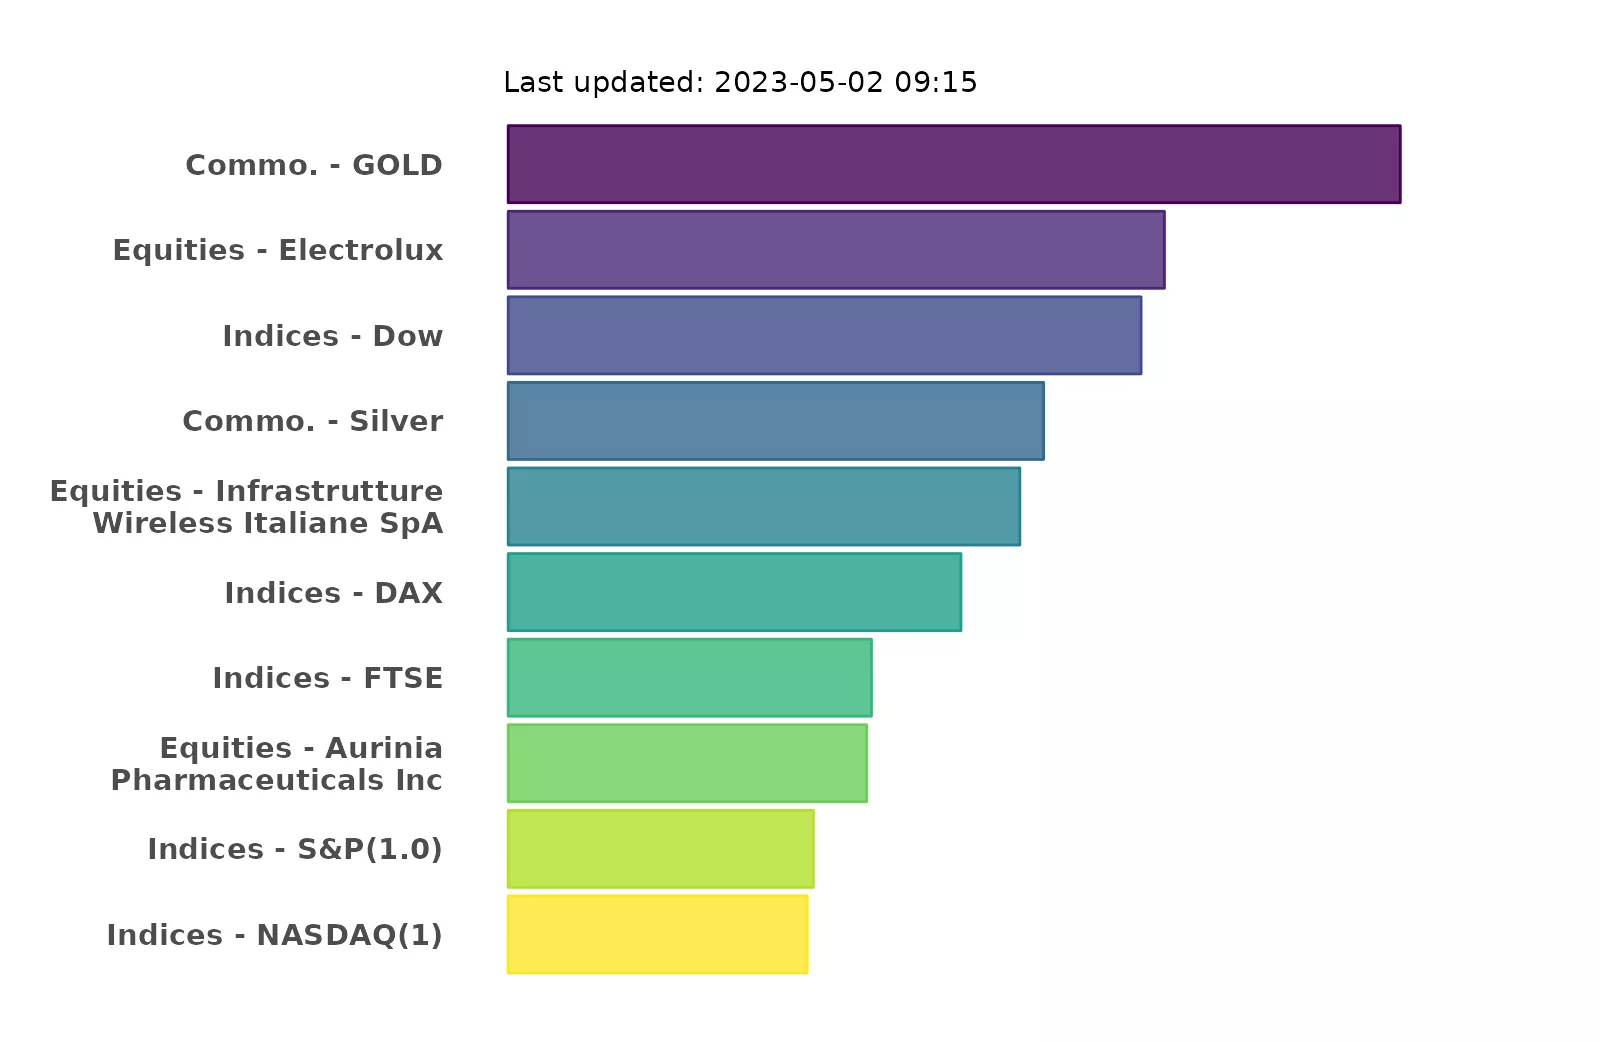 Last updated: 2023-05-02 09:15
Commo. - GOLD
Equities - Electrolux
Indices - Dow
Commo. - Silver
Equities - Infrastrutture
Wireless Italiane SpA
Indices - DAX
Indices - FTSE
Equities - Aurinia
Pharmaceuticals Inc
Indices - S&P(1.0)
Indices - NASDAQ(1)